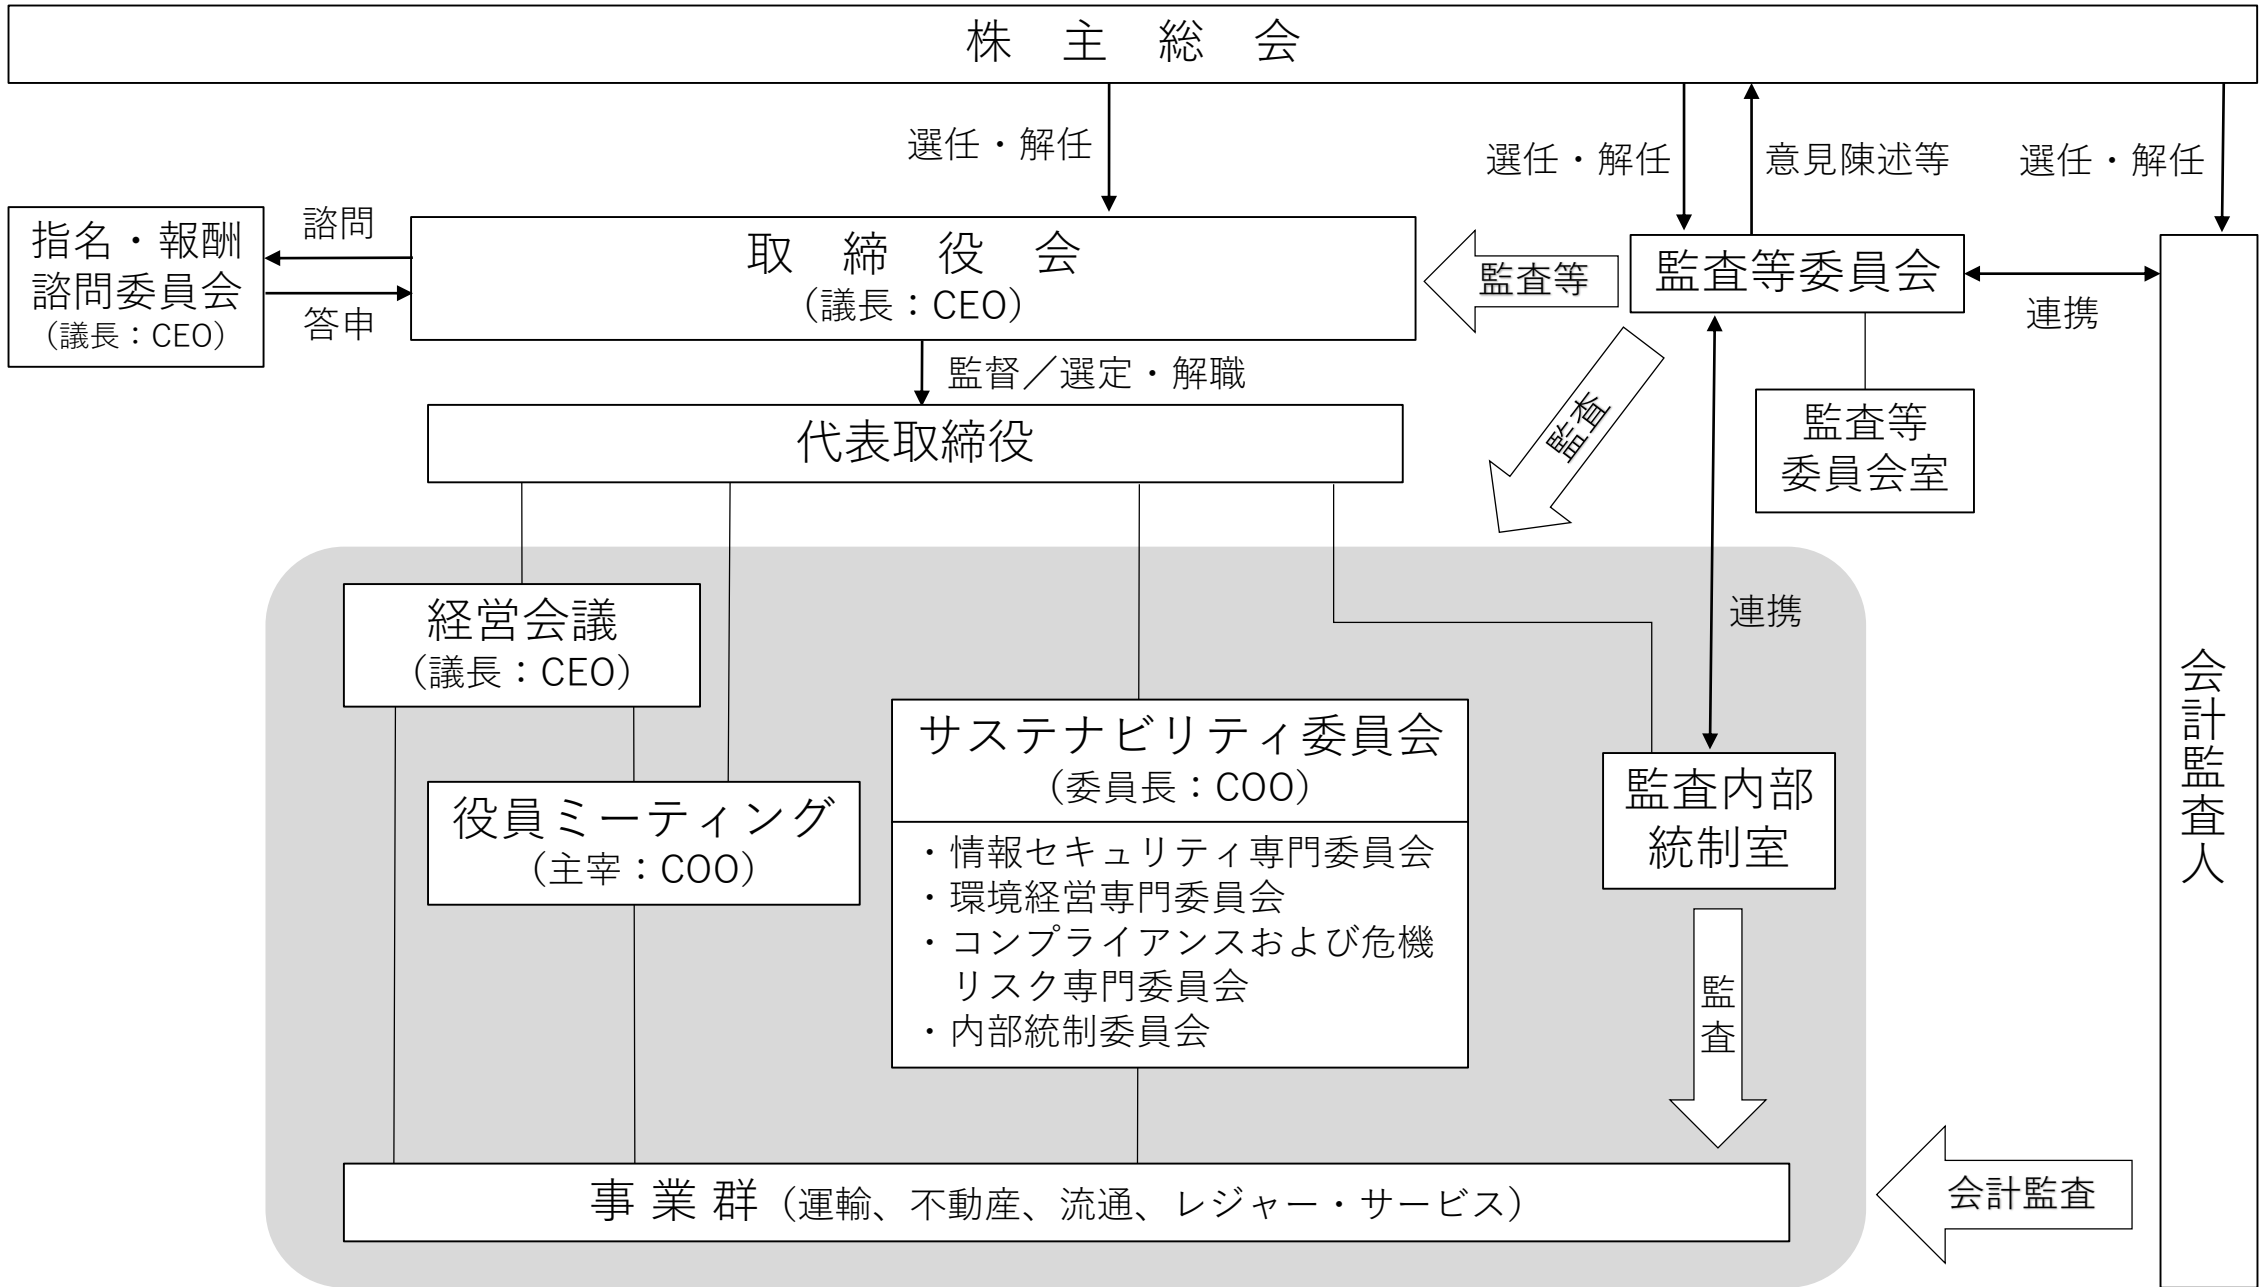 株 主 総 会
選任・解任
選任・解任
意見陳述等
選任・解任
指名・報酬
諮問委員会
（議長：CEO）
諮問
答申
取 締 役 会
（議長：CEO）
監査等
監査等委員会
連携
監督／選定・解職
代表取締役
監査
監査等
委員会室
連携
経営会議
（議長：CEO）
役員ミーティング
（主宰：COO）
サステナビリティ委員会
（委員長：COO）
・情報セキュリティ専門委員会
・環境経営専門委員会
・コンプライアンスおよび危機
リスク専門委員会
・内部統制委員会
監査内部
統制室
監査
会計監査人
会計監査
事 業 群（運輸、不動産、流通、レジャー・サービス）